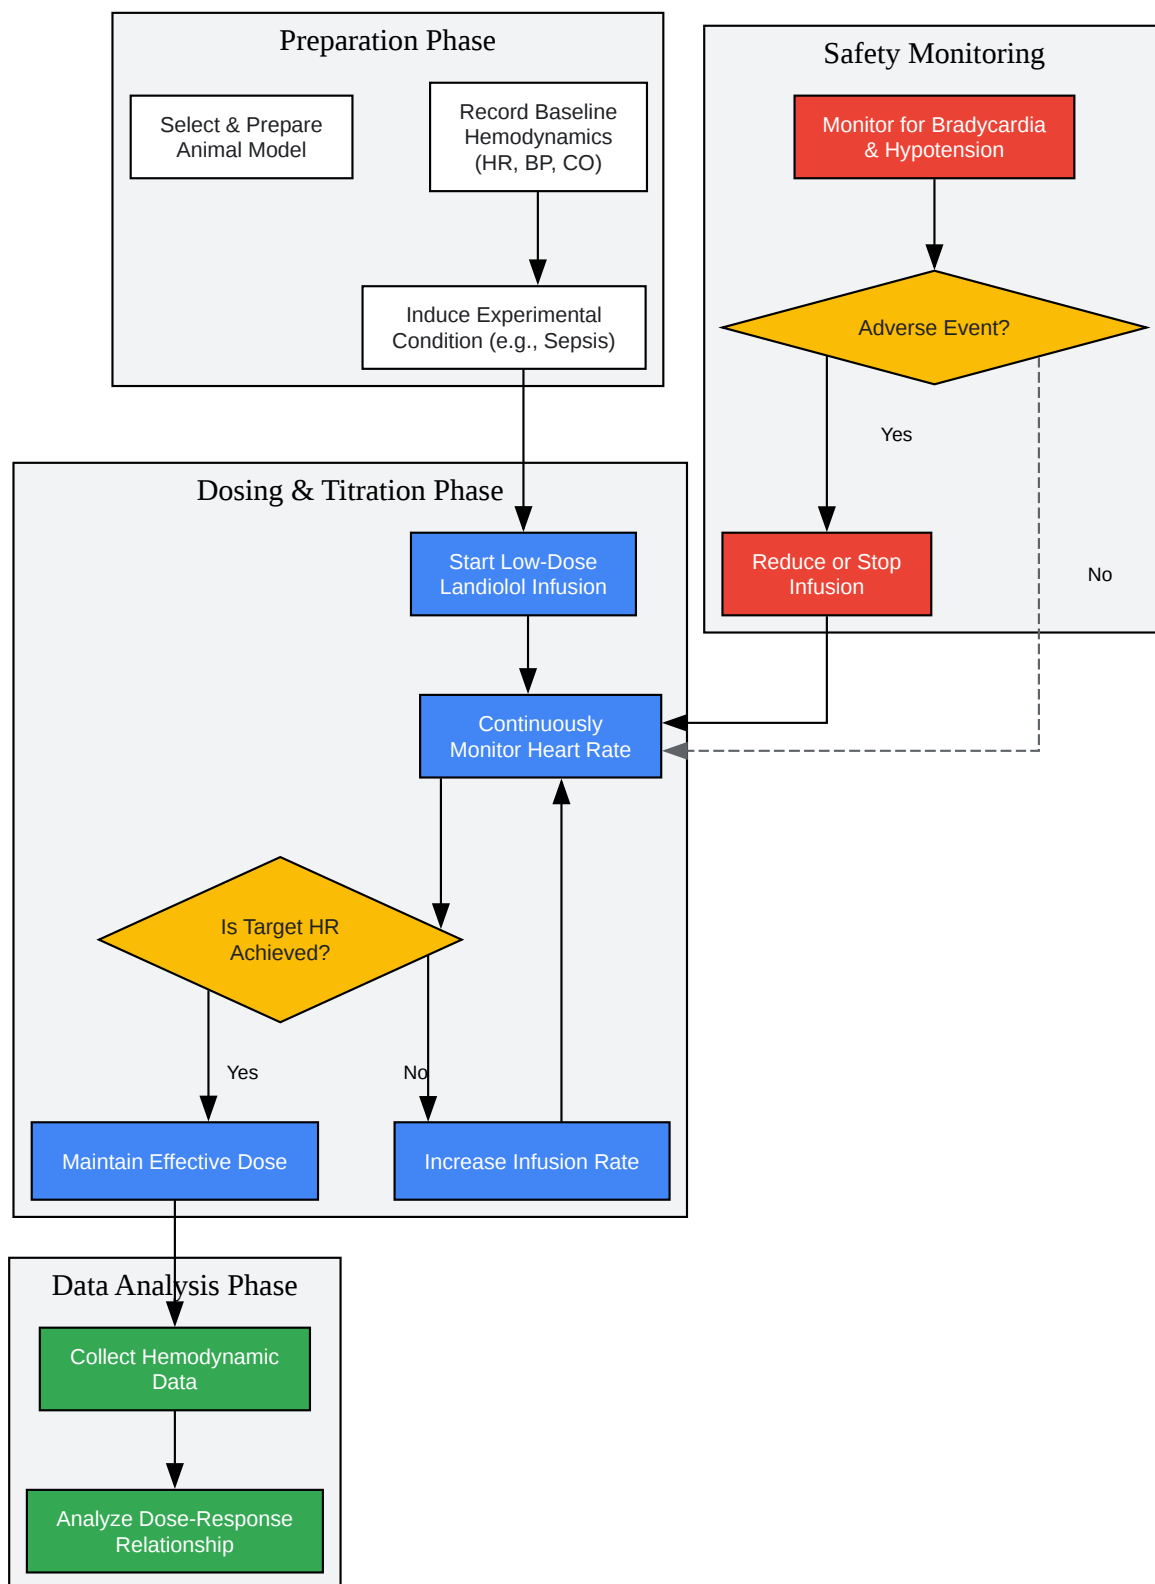 Preparation Phase
Select & Prepare
Animal Model
Record Baseline
Hemodynamics
(HR, BP, CO)
Induce Experimental
Condition (e.g., Sepsis)
Safety Monitoring
Monitor for Bradycardia
& Hypotension
Adverse Event?
Yes
No
Reduce or Stop
Infusion
Dosing & Titration Phase
Start Low-Dose
Landiolol Infusion
Continuously
Monitor Heart Rate
Is Target HR
Achieved?
Yes
No
Maintain Effective Dose
Increase Infusion Rate
Data Analysis Phase
Collect Hemodynamic
Data
Analyze Dose-Response
Relationship